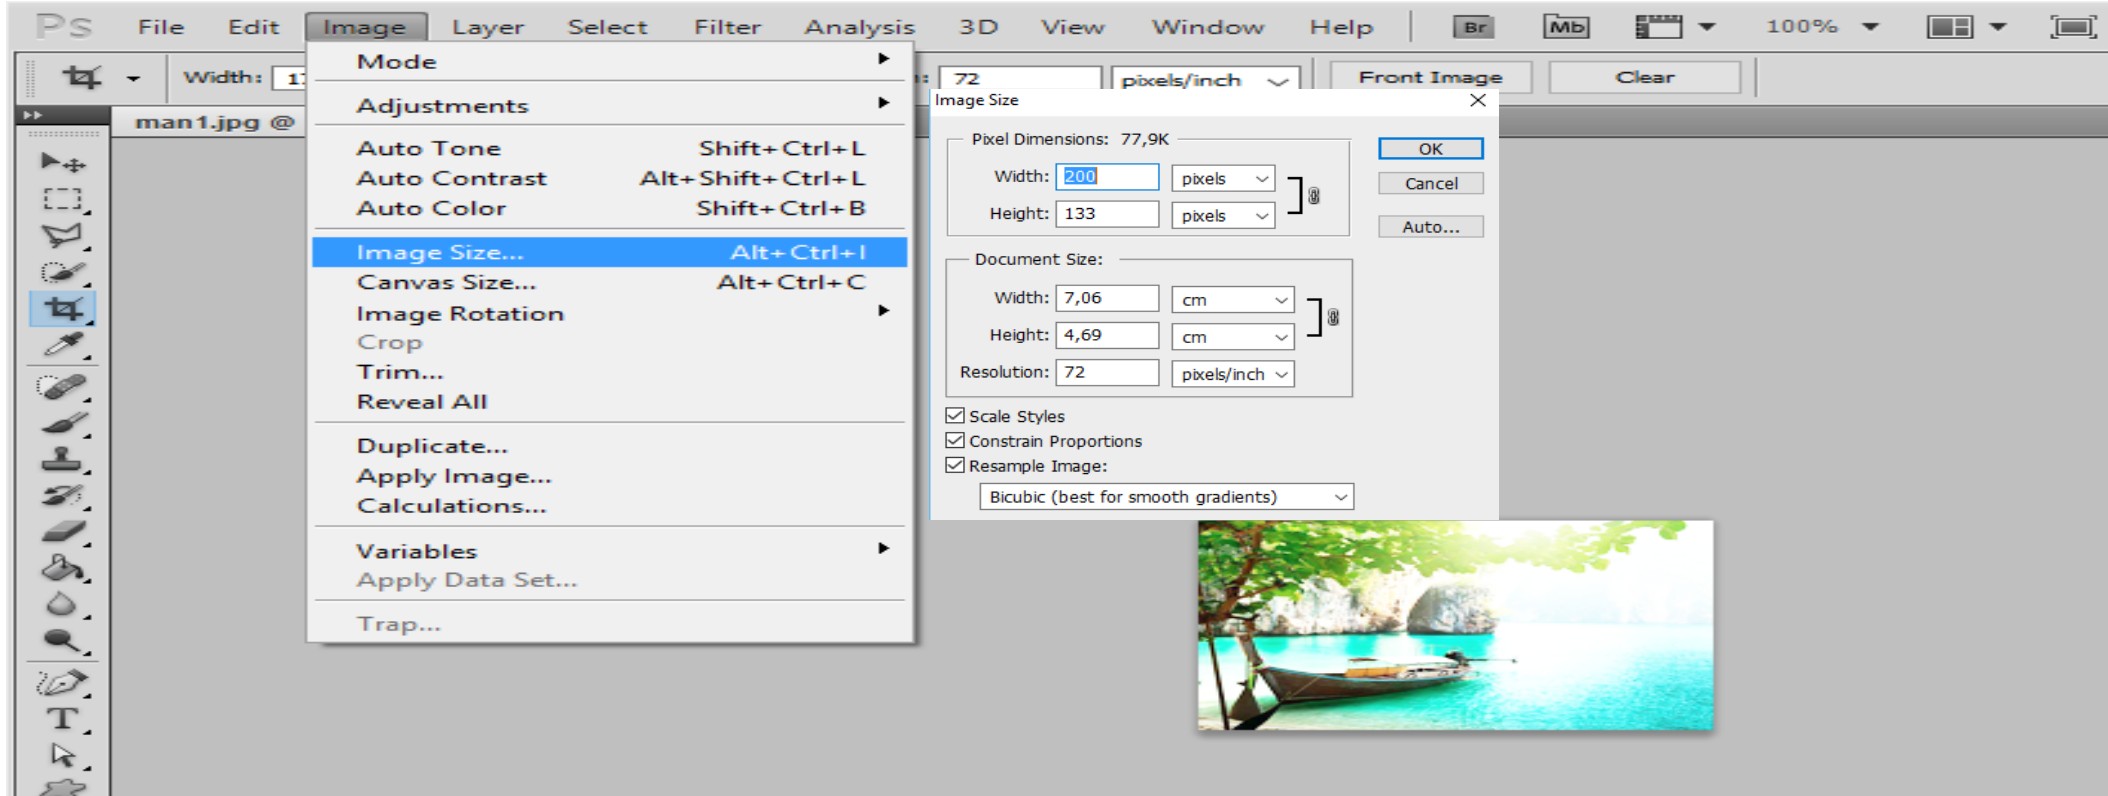 Ps File Edit Image Layer Select Filter Analysis 3D View Window Help Br Mb 100%
Width: 72 pixels/inch Front Image Clear
man1.jpg @
Mode
Adjustments
Auto Tone Shift+Ctrl+L
Auto Contrast Alt+Shift+Ctrl+L
Auto Color Shift+Ctrl+B
Image Size... Alt+Ctrl+I
Canvas Size... Alt+Ctrl+C
Image Rotation
Crop
Trim...
Reveal All
Duplicate...
Apply Image...
Calculations...
Variables
Apply Data Set...
Trap...
Image Size
Pixel Dimensions: 77,9K
Width: 200 pixels
Height: 133 pixels
OK
Cancel
Auto...
Document Size:
Width: 7,06 cm
Height: 4,69 cm
Resolution: 72 pixels/inch
Scale Styles
Constrain Proportions
Resample Image:
Bicubic (best for smooth gradients)
T